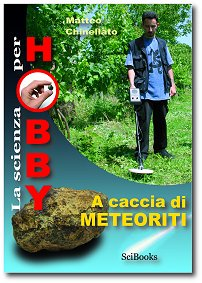 La scienza per
HOBBY
Matteo
Chinellato
A caccia di
METEORITI
SciBooks